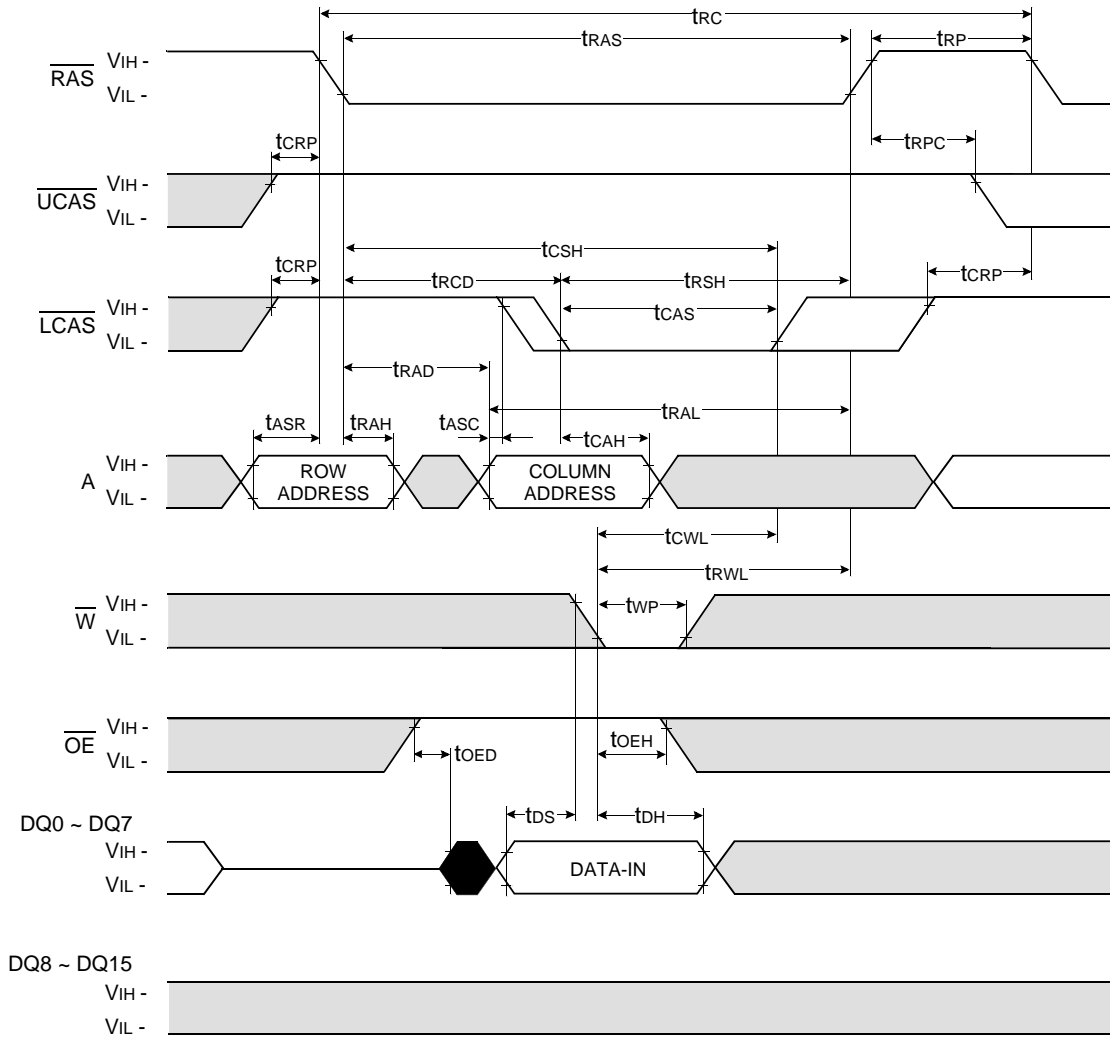 tRC
tRAS
tRP
RAS
VIH -
VIL -
tCRP
tRPC
UCAS
VIH -
VIL -
tCSH
tCRP
tRCD
tRSH
tCRP
LCAS
VIH -
VIL -
tCAS
tRAD
tRAL
tASR
tRAH
tASC
tCAH
A
VIH -
VIL -
ROW
ADDRESS
COLUMN
ADDRESS
tCWL
tRWL
W
VIH -
VIL -
tWP
OE
VIH -
VIL -
tOED
tOEH
DQ0 ~ DQ7
tDS
tDH
VIH -
VIL -
DATA-IN
DQ8 ~ DQ15
VIH -
VIL -